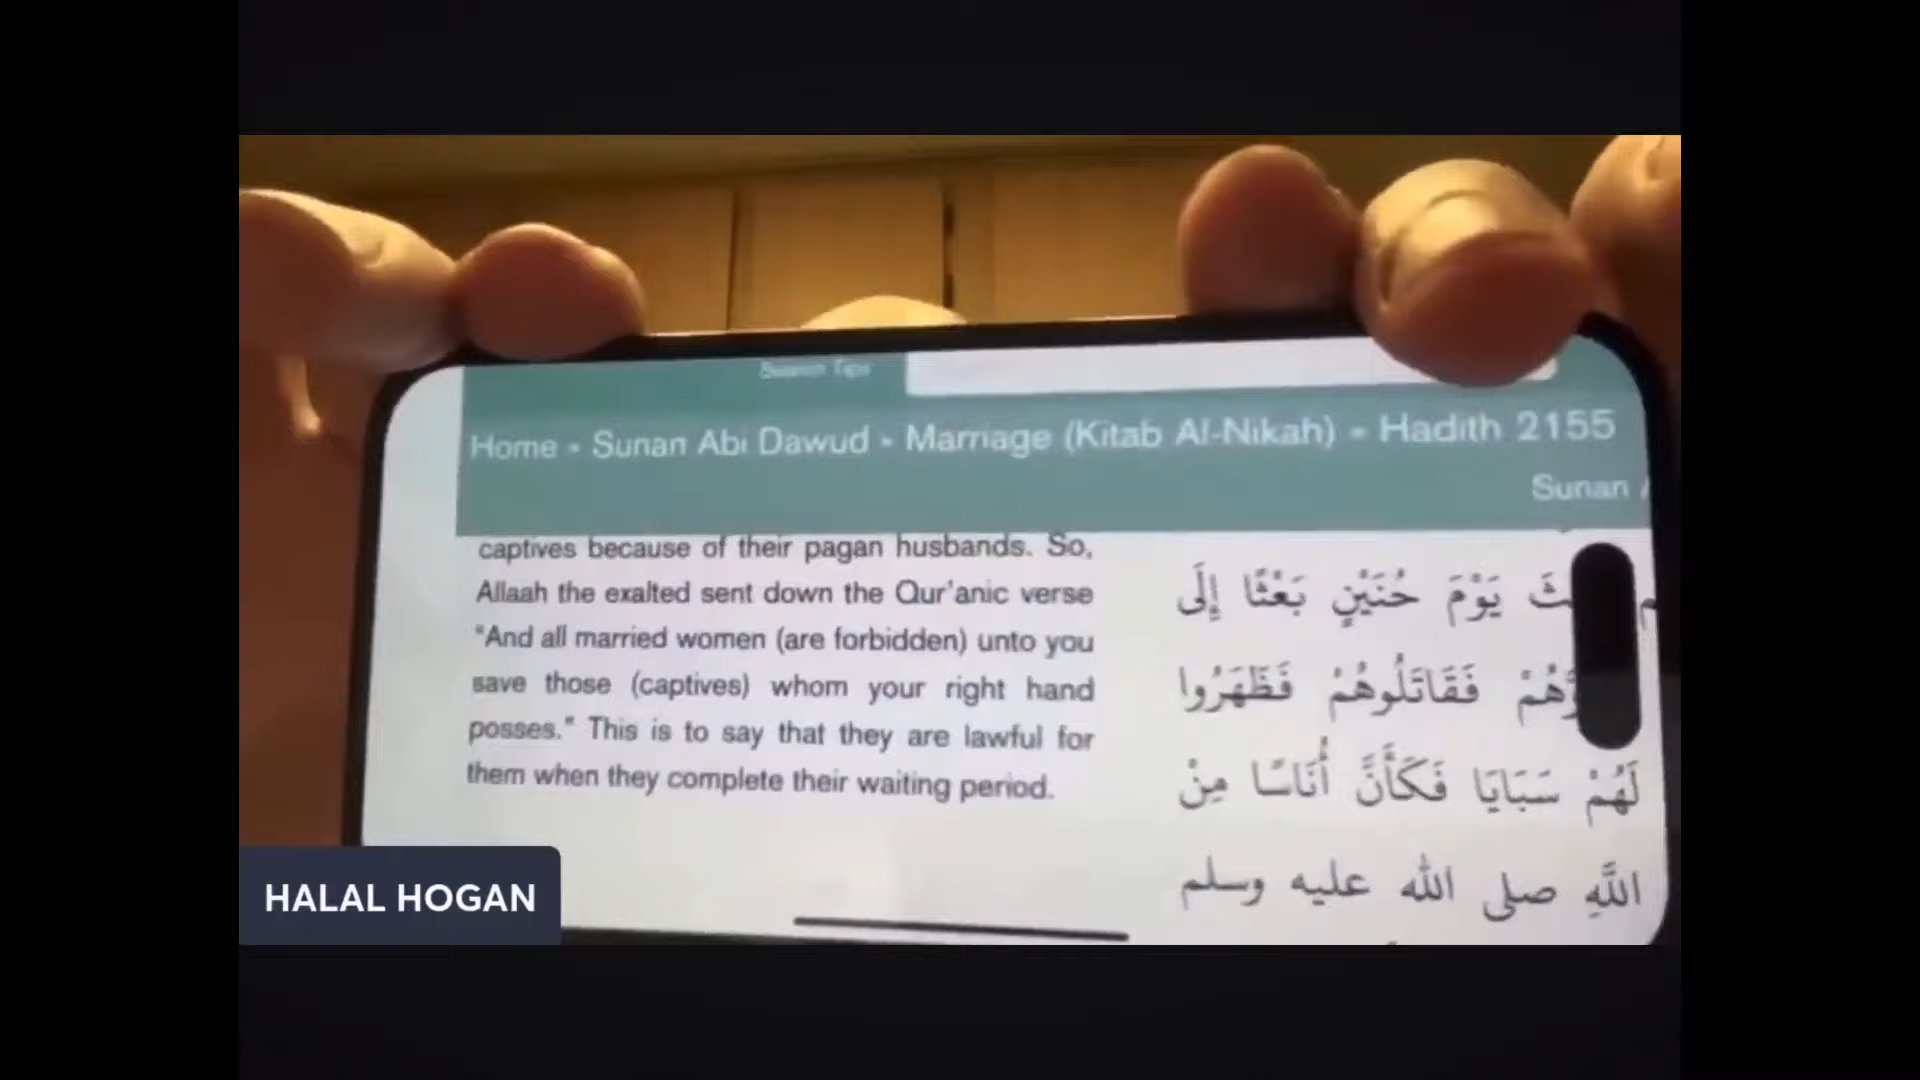 Search Tips
Home » Sunan Abi Dawud » Marriage (Kitab Al-Nikah) » Hadith 2155
Sunan
captives because of their pagan husbands. So,
Allaah the exalted sent down the Qur'anic verse
"And all married women (are forbidden) unto you
save those (captives) whom your right hand
posses." This is to say that they are lawful for
them when they complete their waiting period.
يَوْمَ حُنَيْنٍ بَعْثًا إِلَى
فَقَاتَلُوهُمْ فَظَهَرُوا
لَهُمْ سَبَايَا فَكَأَنَّ أُنَاسًا مِنْ
اللَّهِ صلى الله عليه وسلم
HALAL HOGAN